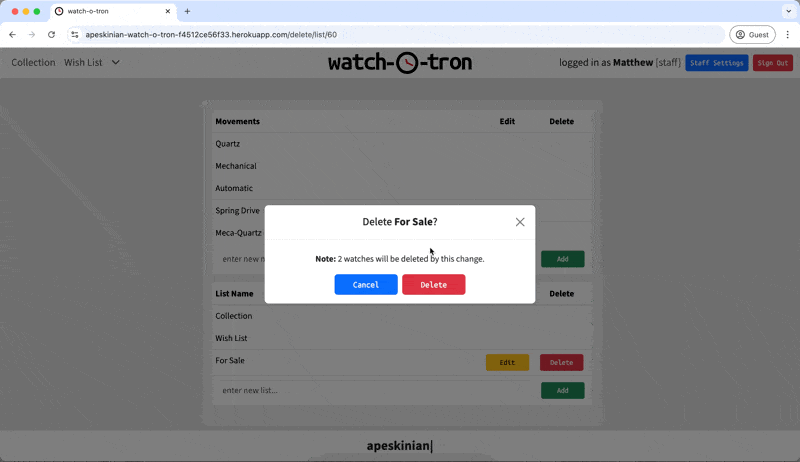 watch-o-tron
apeskinian-watch-o-tron-f4512ce56f33.herokuapp.com/delete/list/60
Guest
Collection Wish List watch-o-tron logged in as Matthew {staff} Staff Settings Sign Out
Movements Edit Delete
Quartz
Mechanical
Automatic
Spring Drive
Meca-Quartz
enter new Add
Delete For Sale?
Note: 2 watches will be deleted by this change.
Cancel Delete
List Name Delete
Collection
Wish List
For Sale Edit Delete
enter new list... Add
apeskinian|